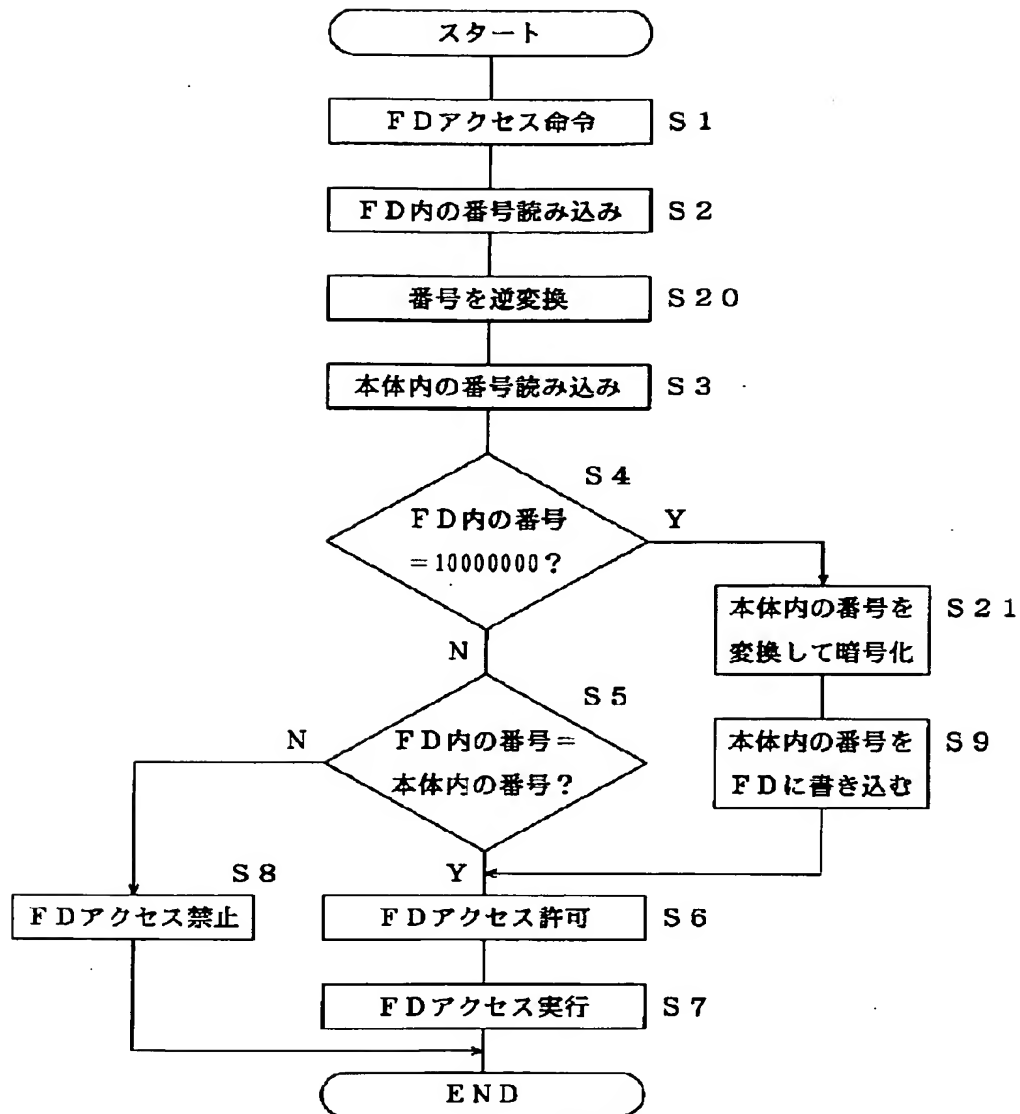 スタート
FDアクセス命令 S1
FD内の番号読み込み S2
番号を逆変換 S20
本体内の番号読み込み S3
S4
FD内の番号
=10000000?
Y
本体内の番号を
変換して暗号化
S21
N
S5
FD内の番号=
本体内の番号?
N
本体内の番号を
FDに書き込む
S9
Y
S8
FDアクセス禁止
FDアクセス許可 S6
FDアクセス実行 S7
END